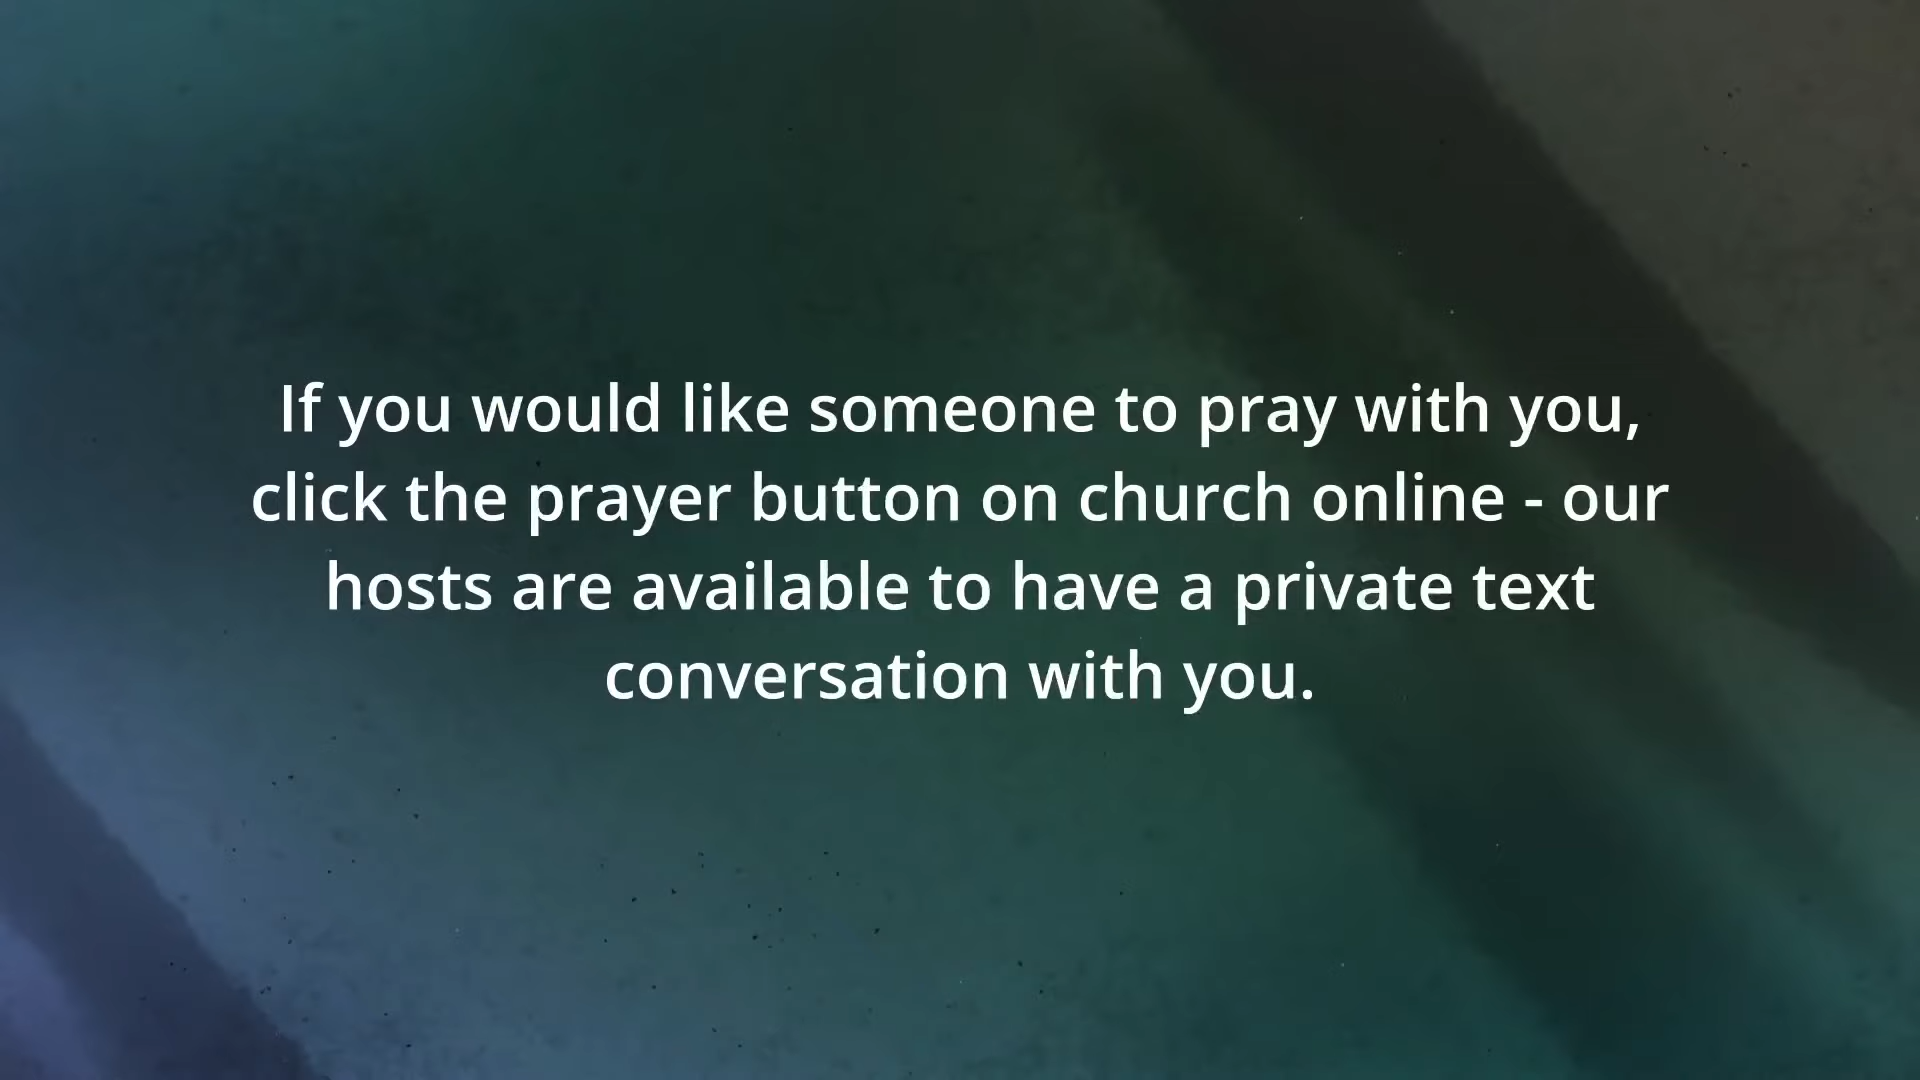 If you would like someone to pray with you,
click the prayer button on church online - our
hosts are available to have a private text
conversation with you.